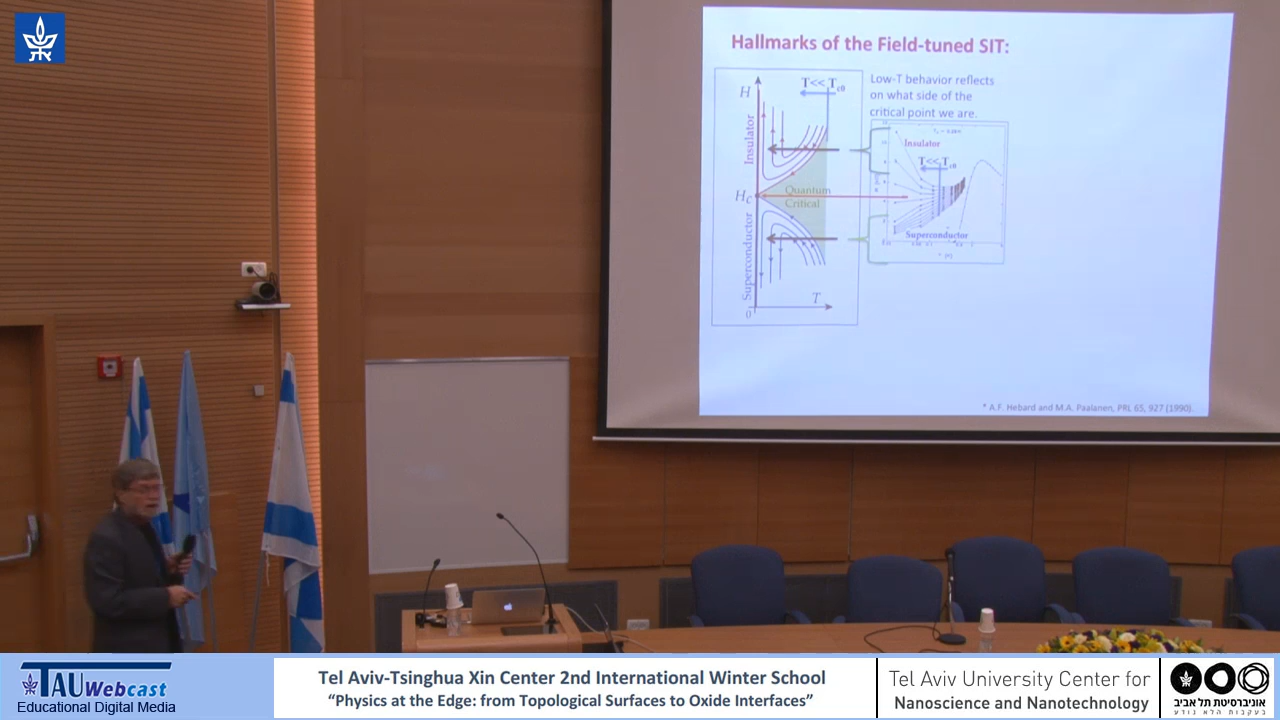 Hallmarks of the Field-tuned SIT:
H
T<< Tc0
Insulator
Hc
Quantum
Critical
Superconductor
0
T
Low-T behavior reflects
on what side of the
critical point we are.
Insulator
T<< Tc0
Superconductor
* A.F. Hebard and M.A. Paalanen, PRL 65, 927 (1990).
TAU Webcast
Educational Digital Media
Tel Aviv-Tsinghua Xin Center 2nd International Winter School
“Physics at the Edge: from Topological Surfaces to Oxide Interfaces”
Tel Aviv University Center for
Nanoscience and Nanotechnology
אוניברסיטת תל אביב